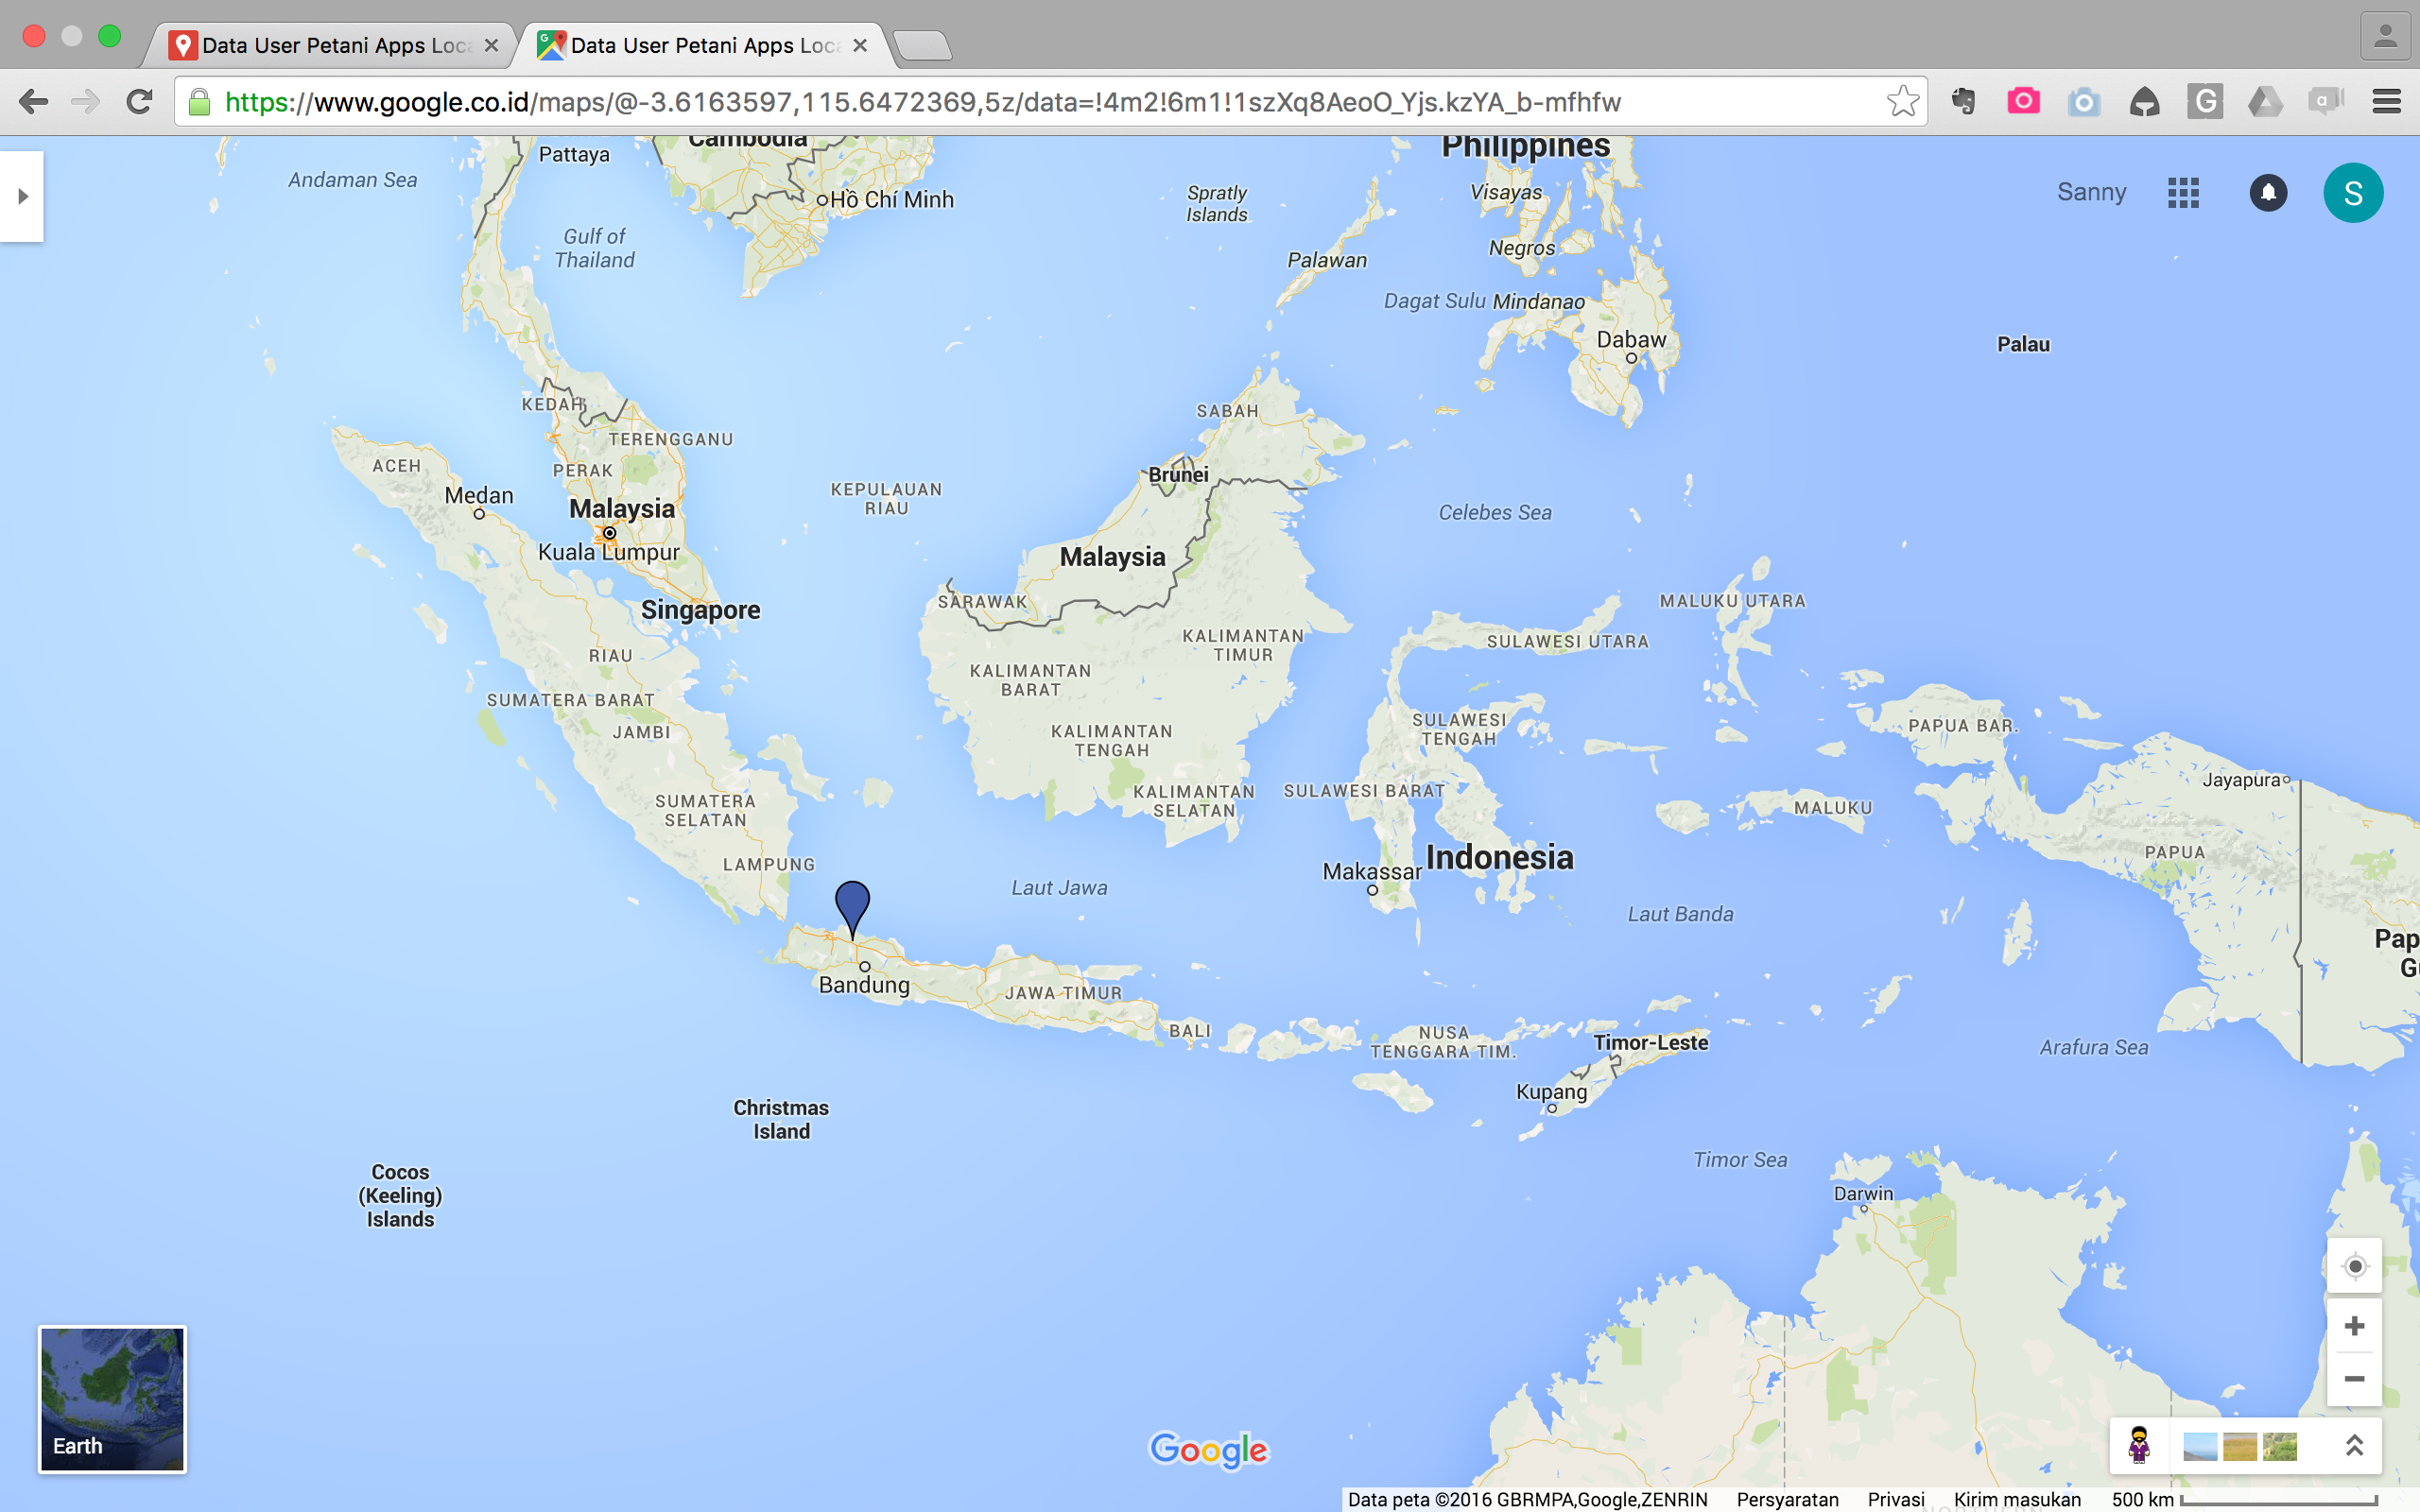 Data User Petani Apps Loca
Data User Petani Apps Loca
https://www.google.co.id/maps/@-3.6163597,115.6472369,5z/data=!4m2!6m1!1szXq8AeoO_Yjs.kzYA_b-mfhfw
Cambodia
Philippines
Pattaya
Andaman Sea
Hồ Chí Minh
Spratly
Islands
Visayas
Sanny
S
Gulf of
Thailand
Negros
Palawan
Dagat Sulu
Mindanao
Dabaw
Palau
KEDAH
SABAH
TERENGGANU
ACEH
PERAK
Brunei
Medan
KEPULAUAN
RIAU
Malaysia
Celebes Sea
Kuala Lumpur
Malaysia
SARAWAK
Singapore
MALUKU UTARA
KALIMANTAN
TIMUR
SULAWESI UTARA
RIAU
KALIMANTAN
BARAT
SUMATERA BARAT
SULAWESI
TENGAH
PAPUA BAR.
JAMBI
KALIMANTAN
TENGAH
Jayapura
SUMATERA
SELATAN
KALIMANTAN
SELATAN
SULAWESI BARAT
MALUKU
LAMPUNG
Indonesia
PAPUA
Makassar
Laut Jawa
Laut Banda
Pap
G
Bandung
JAWA TIMUR
BALI
NUSA
TENGGARA TIM.
Timor-Leste
Arafura Sea
Kupang
Christmas
Island
Timor Sea
Cocos
(Keeling)
Islands
Darwin
Earth
Google
Data peta ©2016 GBRMPA,Google,ZENRIN Persyaratan Privasi Kirim masukan 500 km